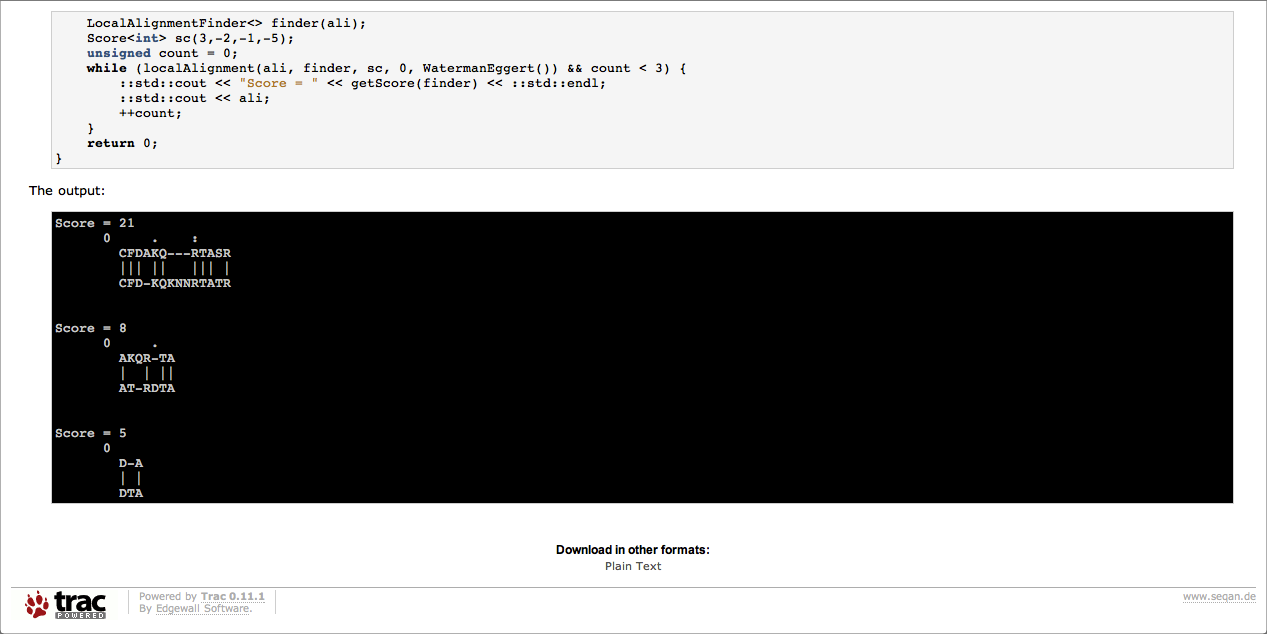 LocalAlignmentFinder<> finder(ali);
    Score<int> sc(3,-2,-1,-5);
    unsigned count = 0;
    while (localAlignment(ali, finder, sc, 0, WatermanEggert()) && count < 3) {
        ::std::cout << "Score = " << getScore(finder) << ::std::endl;
        ::std::cout << ali;
        ++count;
    }
    return 0;
}
The output:
Score = 21
      0     .    :
        CFDAKQ---RTASR
        ||| ||   ||| |
        CFD-KQKNNRTATR
Score = 8
      0     .
        AKQR-TA
        |  | ||
        AT-RDTA
Score = 5
      0
        D-A
        | |
        DTA
Download in other formats:
Plain Text
trac POWERED
Powered by Trac 0.11.1
By Edgewall Software.
www.seqan.de